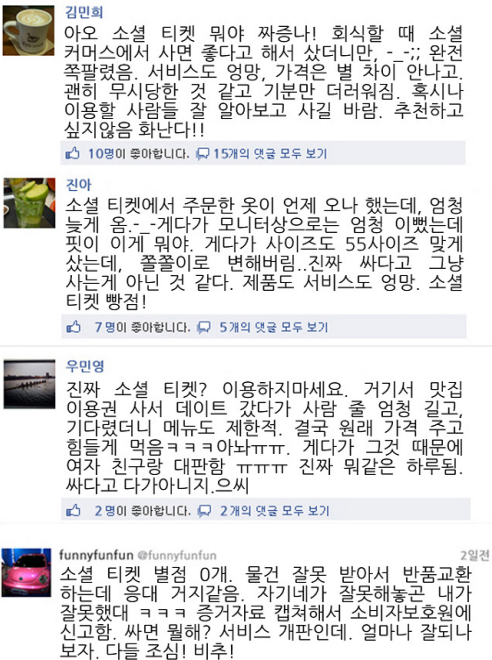 김민희
아오 소셜 티켓 뭐야 짜증나! 회식할 때 소셜
커머스에서 사면 좋다고 해서 샀더니만, -_-;; 완전
쪽팔렸음. 서비스도 엉망, 가격은 별 차이 안나고.
괜히 무시당한 것 같고 기분만 더러워짐. 혹시나
이용할 사람들 잘 알아보고 사길 바람. 추천하고
싶지않음 화난다!!
10명이 좋아합니다. 15개의 댓글 모두 보기
진아
소셜 티켓에서 주문한 옷이 언제 오나 했는데, 엄청
늦게 옴.-_-게다가 모니터상으로는 엄청 이뻤는데
핏이 이게 뭐야. 게다가 사이즈도 55사이즈 맞게
샀는데, 쫄쫄이로 변해버림..진짜 싸다고 그냥
사는게 아닌 것 같다. 제품도 서비스도 엉망. 소셜
티켓 빵점!
7명이 좋아합니다. 5개의 댓글 모두 보기
우민영
진짜 소셜 티켓? 이용하지마세요. 거기서 맛집
이용권 사서 데이트 갔다가 사람 줄 엄청 길고,
기다렸더니 메뉴도 제한적. 결국 원래 가격 주고
힘들게 먹음ㅋㅋㅋ아놔ㅠㅠ. 게다가 그것 때문에
여자 친구랑 대판함 ㅠㅠㅠ 진짜 뭐같은 하루됨.
싸다고 다가아니지.으씨
2명이 좋아합니다. 2개의 댓글 모두 보기
funnyfunfun @funnyfunfun 2일전
소셜 티켓 별점 0개. 물건 잘못 받아서 반품교환
하는데 응대 거지같음. 자기네가 잘못해놓곤 내가
잘못했대 ㅋㅋㅋ 증거자료 캡쳐해서 소비자보호원에
신고함. 싸면 뭘해? 서비스 개판인데. 얼마나 잘되나
보자. 다들 조심! 비추!